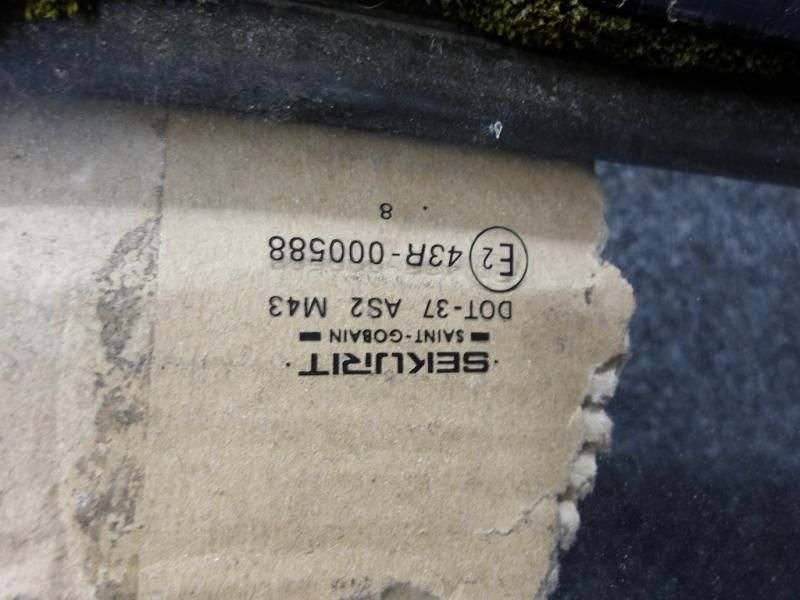 SEKURIT
SAINT-GOBAIN
DOT-37 AS2 M43
E2 43R-000588
. 8